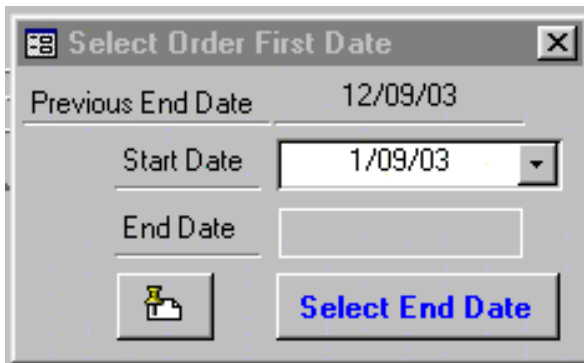 Select Order First Date
Previous End Date 12/09/03
Start Date 1/09/03
End Date
Select End Date